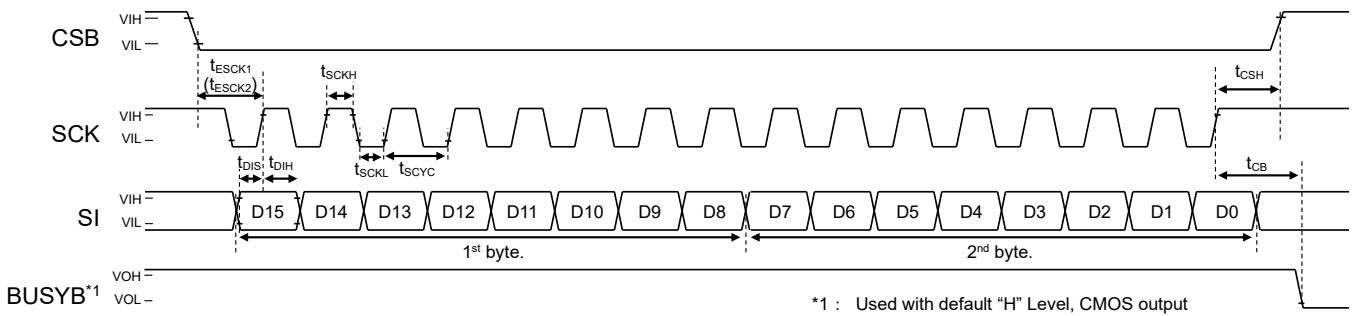 VIH
CSB
VIL
tESCK1
(tESCK2)
tSCKH
tCSH
VIH
SCK
VIL
tDIS
tDIH
tSCKL
tSCYC
tCB
VIH
SI
VIL
D15 D14 D13 D12 D11 D10 D9 D8 D7 D6 D5 D4 D3 D2 D1 D0
1st byte.
2nd byte.
VOH
BUSYB*1
VOL
*1 : Used with default “H” Level, CMOS output